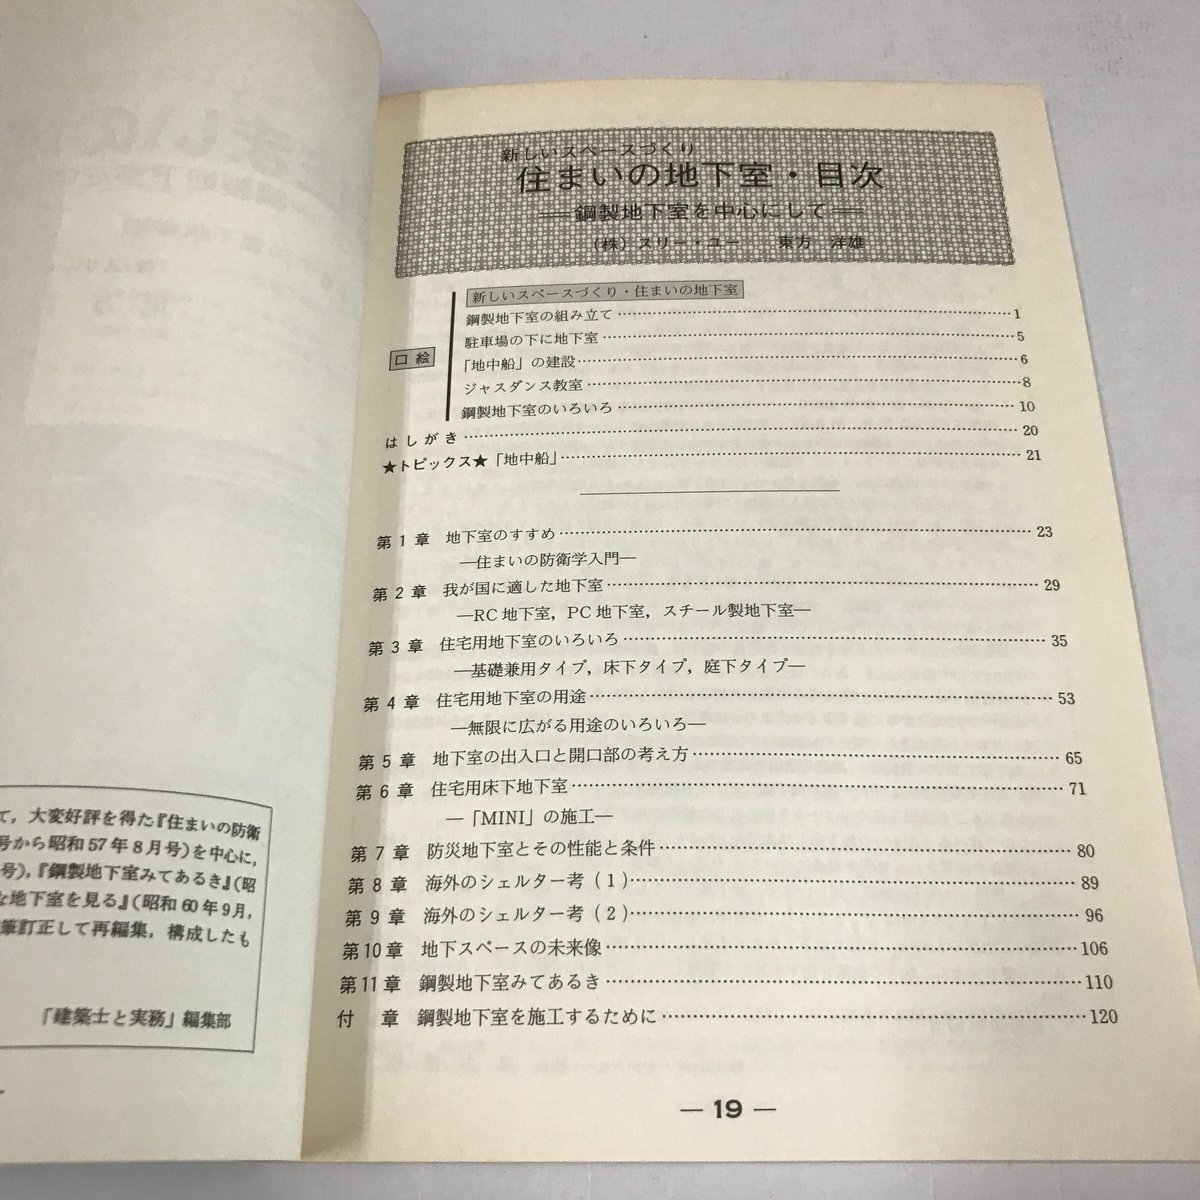 て，大変好評を得た『住まいの防衛
号から昭和57年8月号）を中心に，
号），『鋼製地下室みてあるき』（昭
な地下室を見る』（昭和60年9月，
筆訂正して再編集，構成したも
「建築士と実務」編集部
新しいスペースづくり
住まいの地下室・目次
──鋼製地下室を中心にして──
（株）スリー・ユー　東方　洋雄
口絵
新しいスペースづくり・住まいの地下室
鋼製地下室の組み立て……1
駐車場の下に地下室……5
「地中船」の建設……6
ジャスダンス教室……8
鋼製地下室のいろいろ……10
はしがき……20
★トピックス★「地中船」……21
第1章　地下室のすすめ……23
―住まいの防衛学入門―
第2章　我が国に適した地下室……29
―RC地下室，PC地下室，スチール製地下室―
第3章　住宅用地下室のいろいろ……35
―基礎兼用タイプ，床下タイプ，庭下タイプ―
第4章　住宅用地下室の用途……53
―無限に広がる用途のいろいろ―
第5章　地下室の出入口と開口部の考え方……65
第6章　住宅用床下地下室……71
―「MINI」の施工―
第7章　防災地下室とその性能と条件……80
第8章　海外のシェルター考（1）……89
第9章　海外のシェルター考（2）……96
第10章　地下スペースの未来像……106
第11章　鋼製地下室みてあるき……110
付　章　鋼製地下室を施工するために……120
― 19 ―